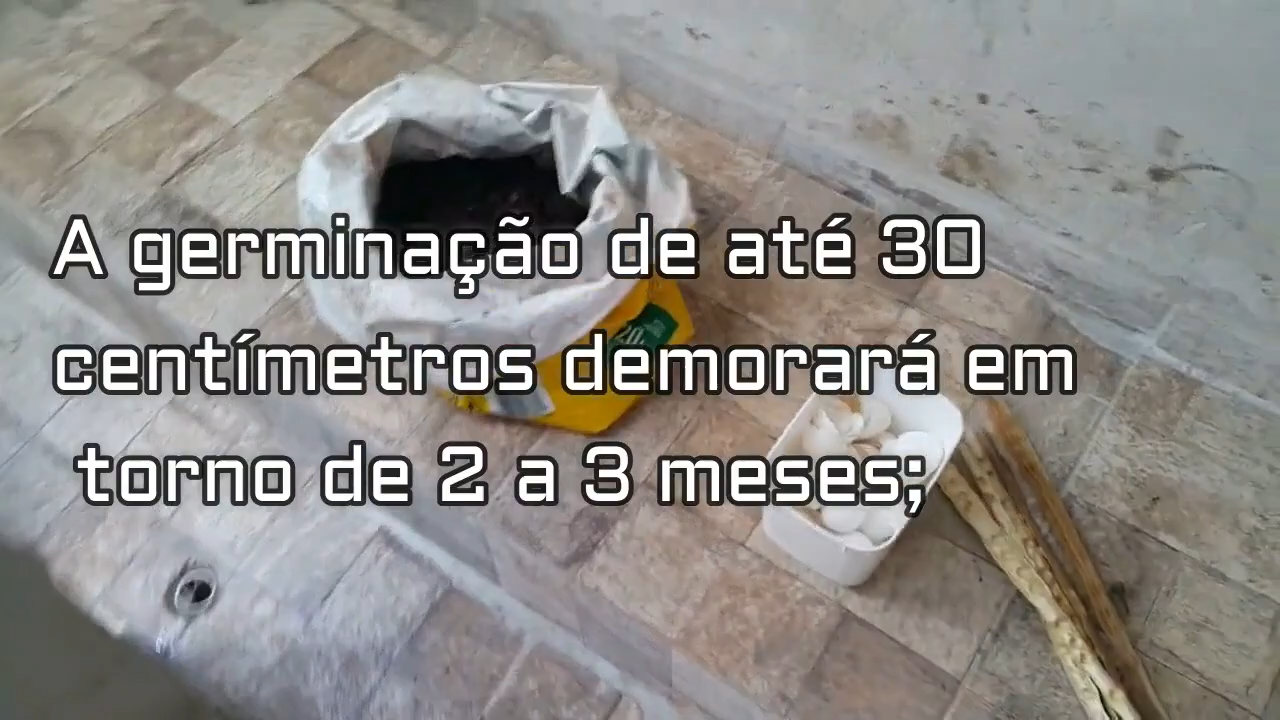 A germinação de até 30
centímetros demorará em
torno de 2 a 3 meses;